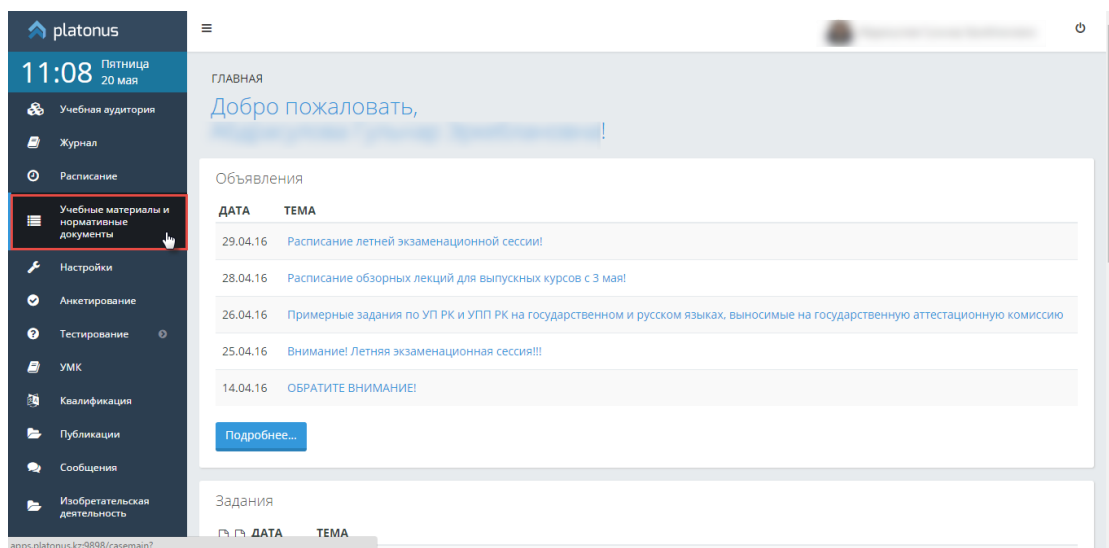 platonus
11:08 Пятница
20 мая
Учебная аудитория
Журнал
Расписание
Учебные материалы и
нормативные
документы
Настройки
Анкетирование
Тестирование
УМК
Квалификация
Публикации
Сообщения
Изобретательская
деятельность
apps.platonus.kz:9898/casemain?
ГЛАВНАЯ
Добро пожаловать,
!
Объявления
ДАТА ТЕМА
29.04.16 Расписание летней экзаменационной сессии!
28.04.16 Расписание обзорных лекций для выпускных курсов с 3 мая!
26.04.16 Примерные задания по УП РК и УПП РК на государственном и русском языках, выносимые на государственную аттестационную комиссию
25.04.16 Внимание! Летняя экзаменационная сессия!!!
14.04.16 ОБРАТИТЕ ВНИМАНИЕ!
Подробнее...
Задания
ДАТА ТЕМА